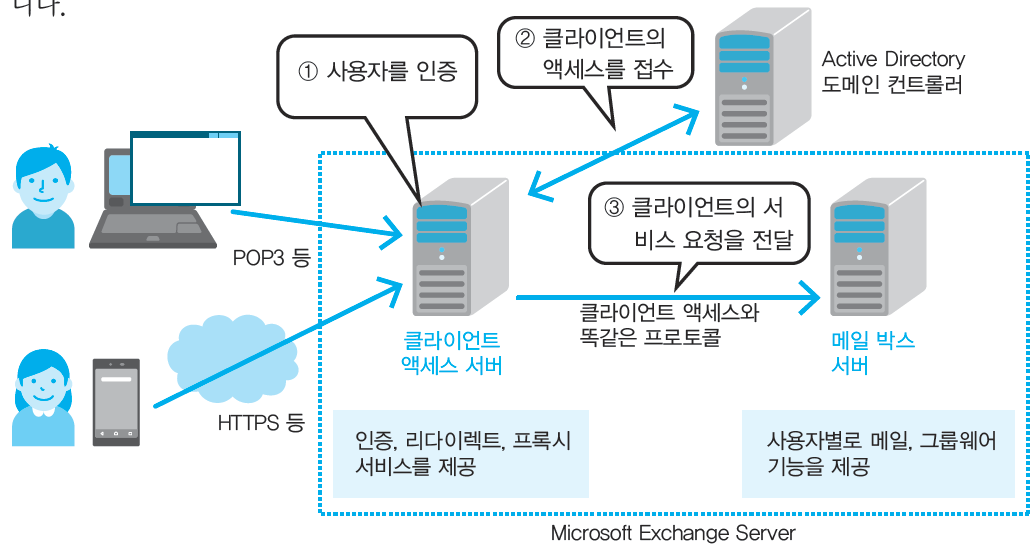 니다.
① 사용자를 인증
② 클라이언트의
액세스를 접수
Active Directory
도메인 컨트롤러
③ 클라이언트의 서
비스 요청을 전달
POP3 등
클라이언트 액세스와
똑같은 프로토콜
클라이언트
액세스 서버
메일 박스
서버
HTTPS 등
인증, 리다이렉트, 프록시
서비스를 제공
사용자별로 메일, 그룹웨어
기능을 제공
Microsoft Exchange Server